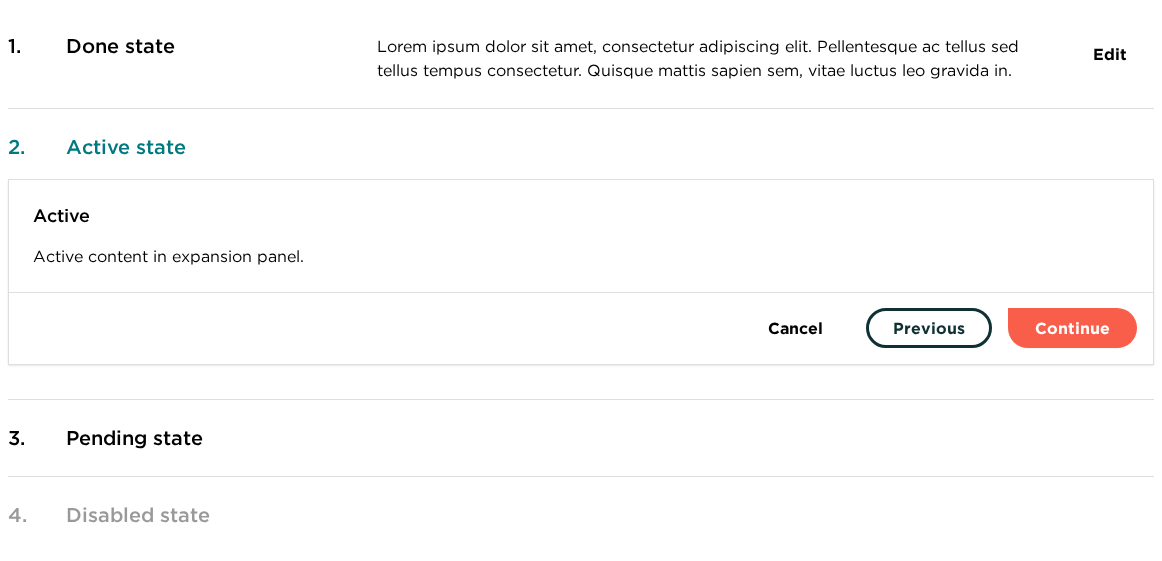 1. Done state
Lorem ipsum dolor sit amet, consectetur adipiscing elit. Pellentesque ac tellus sed
tellus tempus consectetur. Quisque mattis sapien sem, vitae luctus leo gravida in.
Edit
2. Active state
Active
Active content in expansion panel.
Cancel Previous Continue
3. Pending state
4. Disabled state